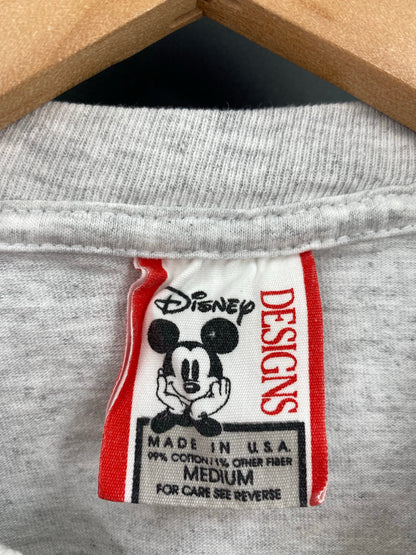 Disney
DESIGNS
MADE IN U.S.A.
99% COTTON/1% OTHER FIBER
MEDIUM
FOR CARE SEE REVERSE